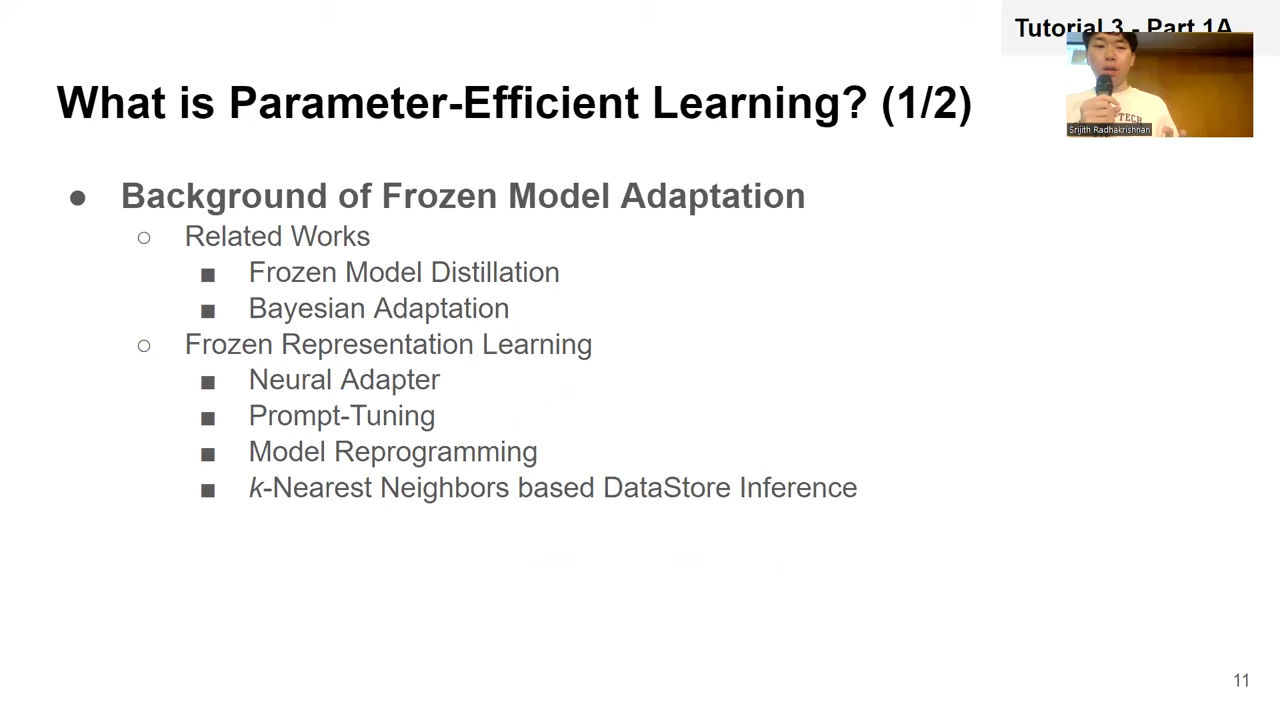 Tutorial 3 - Part 1A
What is Parameter-Efficient Learning? (1/2)
Srijith Radhakrishnan
TECH
● Background of Frozen Model Adaptation
○ Related Works
■ Frozen Model Distillation
■ Bayesian Adaptation
○ Frozen Representation Learning
■ Neural Adapter
■ Prompt-Tuning
■ Model Reprogramming
■ k-Nearest Neighbors based DataStore Inference
11